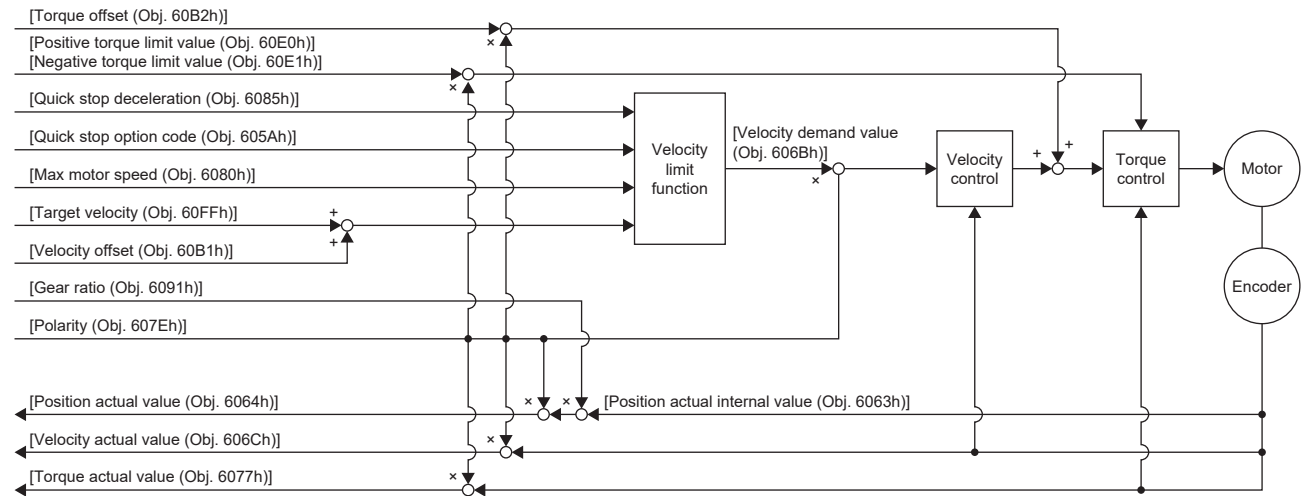 [Torque offset (Obj. 60B2h)]
×
[Positive torque limit value (Obj. 60E0h)]
[Negative torque limit value (Obj. 60E1h)]
×
[Quick stop deceleration (Obj. 6085h)]
[Quick stop option code (Obj. 605Ah)]
[Max motor speed (Obj. 6080h)]
[Target velocity (Obj. 60FFh)]
+
+
[Velocity offset (Obj. 60B1h)]
[Gear ratio (Obj. 6091h)]
[Polarity (Obj. 607Eh)]
Velocity
limit
function
[Velocity demand value
(Obj. 606Bh)]
×
Velocity
control
+
+
Torque
control
Motor
Encoder
[Position actual value (Obj. 6064h)]
×
×
[Position actual internal value (Obj. 6063h)]
[Velocity actual value (Obj. 606Ch)]
×
[Torque actual value (Obj. 6077h)]
×